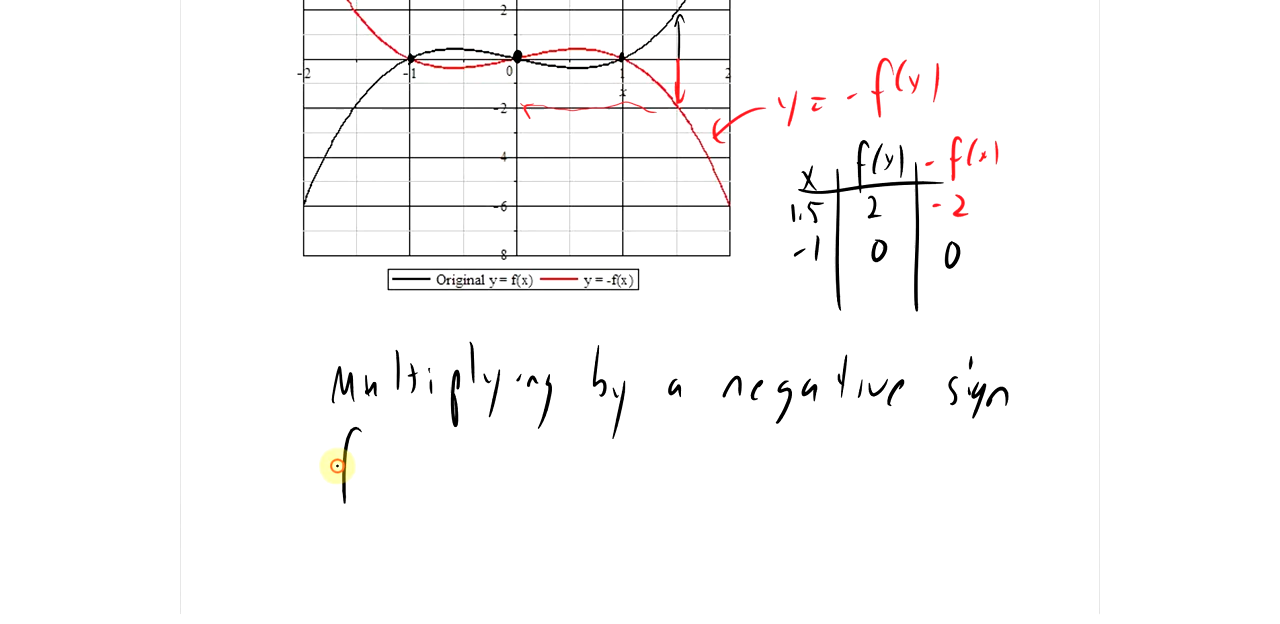 2
-2 -1 0 1 2
x
-2
4
-6
8
Original y = f(x) y = -f(x)
y = -f(x)
x f(x) -f(x)
1.5 2 -2
-1 0 0
multiplying by a negative sign
f